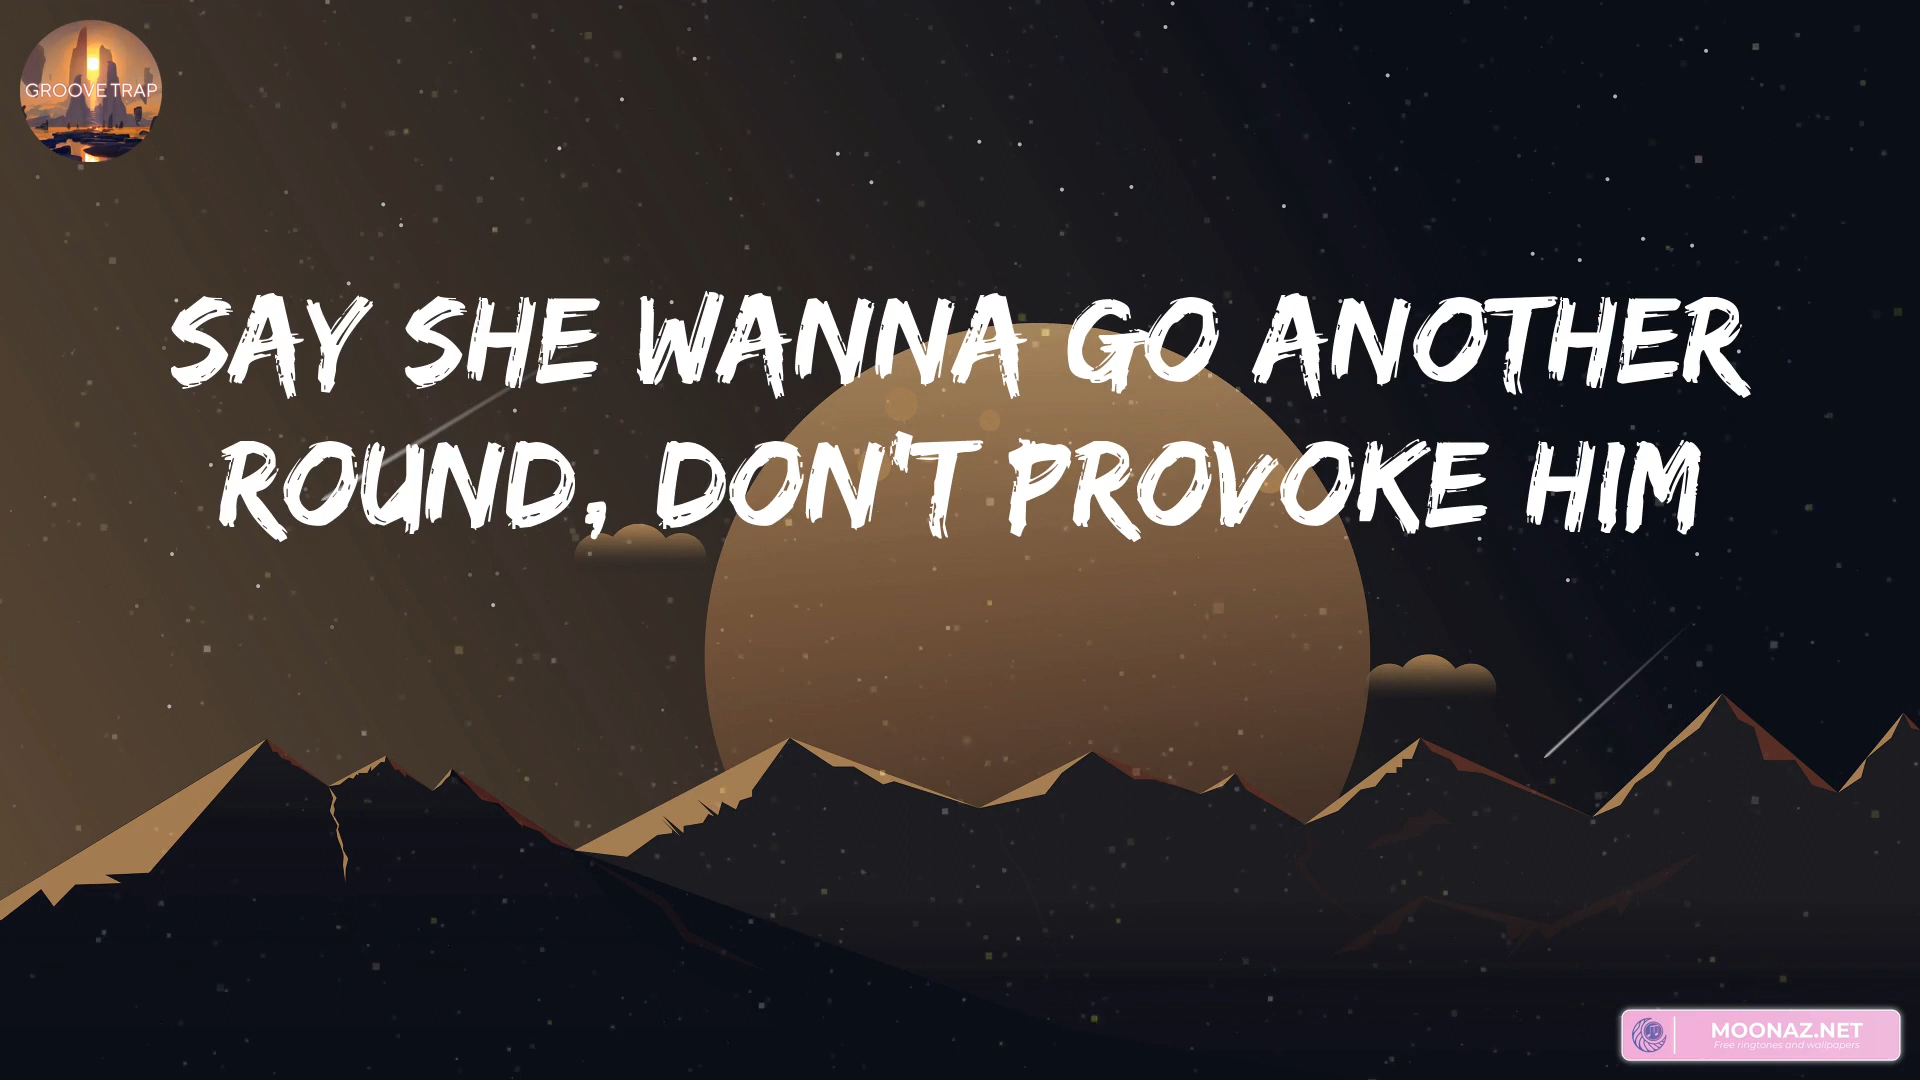 GROOVE TRAP
SAY SHE WANNA GO ANOTHER
ROUND, DON'T PROVOKE HIM
MOONAZ.NET
Free ringtones and wallpapers